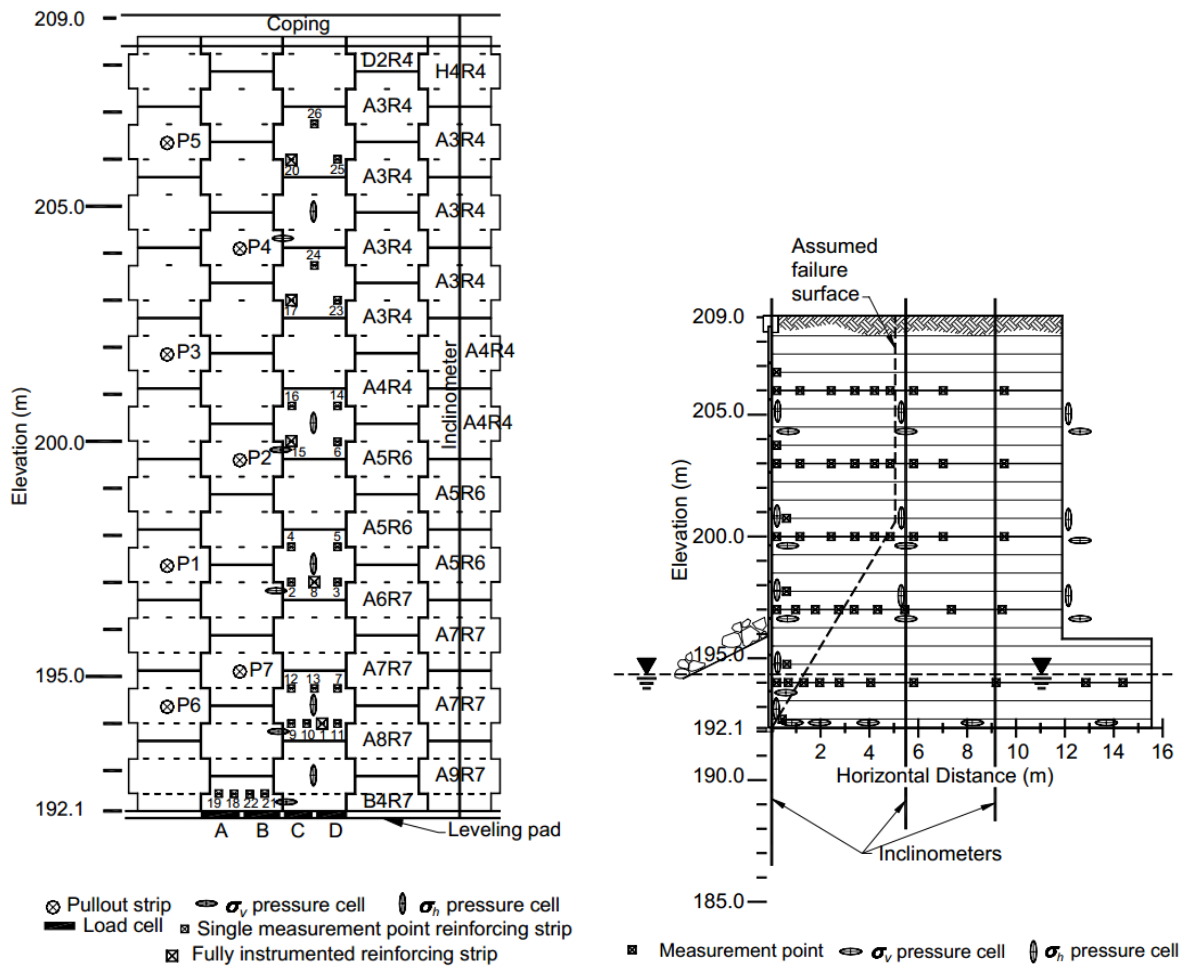 209.0
Coping
D2R4
H4R4
A3R4
26
P5
A3R4
20
25
A3R4
205.0
A3R4
P4
A3R4
24
A3R4
17
23
A3R4
P3
A4R4
Inclinometer
A4R4
16
14
A4R4
200.0
15
6
P2
A5R6
A5R6
A5R6
4
5
P1
A5R6
2
8
3
A6R7
A7R7
195.0
P7
A7R7
12
13
7
P6
A7R7
9
10
1
11
A8R7
A9R7
19
18
22
21
B4R7
192.1
A
B
C
D
Leveling pad
Elevation (m)
Pullout strip
σv pressure cell
σh pressure cell
Load cell
Single measurement point reinforcing strip
Fully instrumented reinforcing strip
Assumed
failure
surface
209.0
205.0
200.0
195.0
192.1
190.0
185.0
Elevation (m)
2
4
6
8
10
12
14
16
Horizontal Distance (m)
Inclinometers
Measurement point
σv pressure cell
σh pressure cell